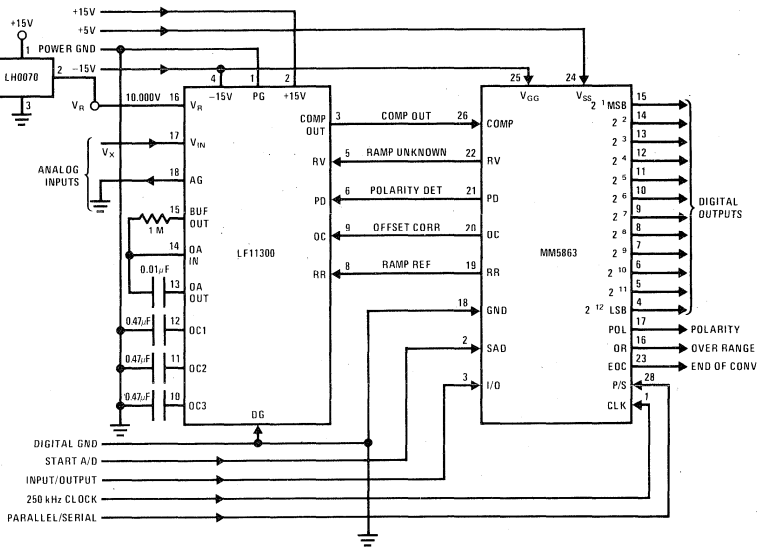 +15V
+5V
+15V
1
POWER GND
LH0070
2
−15V
3
V_R
10.000V
16
V_R
4
−15V
1
PG
2
+15V
17
V_X
V_IN
ANALOG
INPUTS
18
AG
15
BUF
OUT
1 M
14
OA
IN
0.01μF
13
OA
OUT
0.47μF
12
OC1
0.47μF
11
OC2
0.47μF
10
OC3
LF11300
DG
COMP
OUT
3
COMP OUT
26
COMP
RV
5
RAMP UNKNOWN
22
RV
PD
6
POLARITY DET
21
PD
OC
9
OFFSET CORR
20
OC
RR
8
RAMP REF
19
RR
18
GND
2
SAD
3
I/O
25
V_GG
24
V_SS
MM5863
2 ¹ MSB
15
2 ²
14
2 ³
13
2 ⁴
12
2 ⁵
11
2 ⁶
10
2 ⁷
9
2 ⁸
8
2 ⁹
7
2 ¹⁰
6
2 ¹¹
5
2 ¹² LSB
4
DIGITAL
OUTPUTS
POL
17
POLARITY
OR
16
OVER RANGE
EOC
23
END OF CONV
P/S
28
CLK
1
DIGITAL GND
START A/D
INPUT/OUTPUT
250 kHz CLOCK
PARALLEL/SERIAL